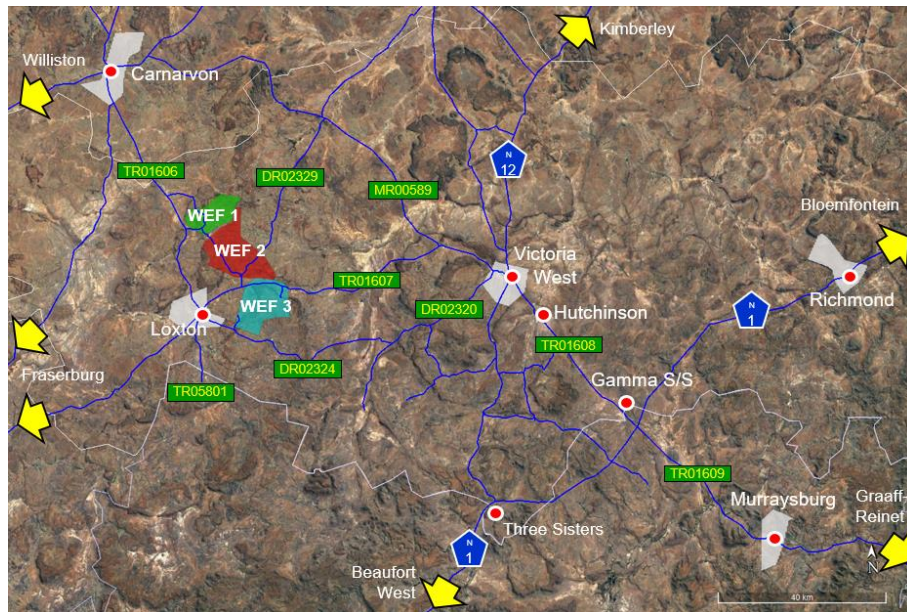 Kimberley
Williston
Carnarvon
N
12
TR01606
DR02329
MR00589
Bloemfontein
WEF 1
WEF 2
Victoria
West
TR01607
Richmond
WEF 3
DR02320
Hutchinson
N
1
Loxton
TR01608
DR02324
Gamma S/S
Fraserburg
TR05801
TR01609
Murraysburg
Graaff-
Reinet
Three Sisters
N
1
N
Beaufort
West
40 km